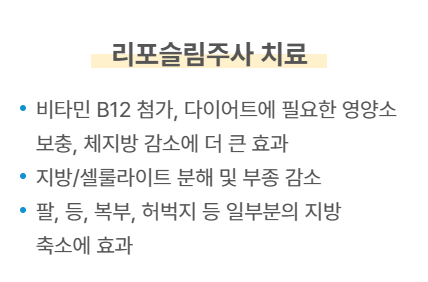 리포슬림주사 치료
• 비타민 B12 첨가, 다이어트에 필요한 영양소
보충, 체지방 감소에 더 큰 효과
• 지방/셀룰라이트 분해 및 부종 감소
• 팔, 등, 복부, 허벅지 등 일부분의 지방
축소에 효과